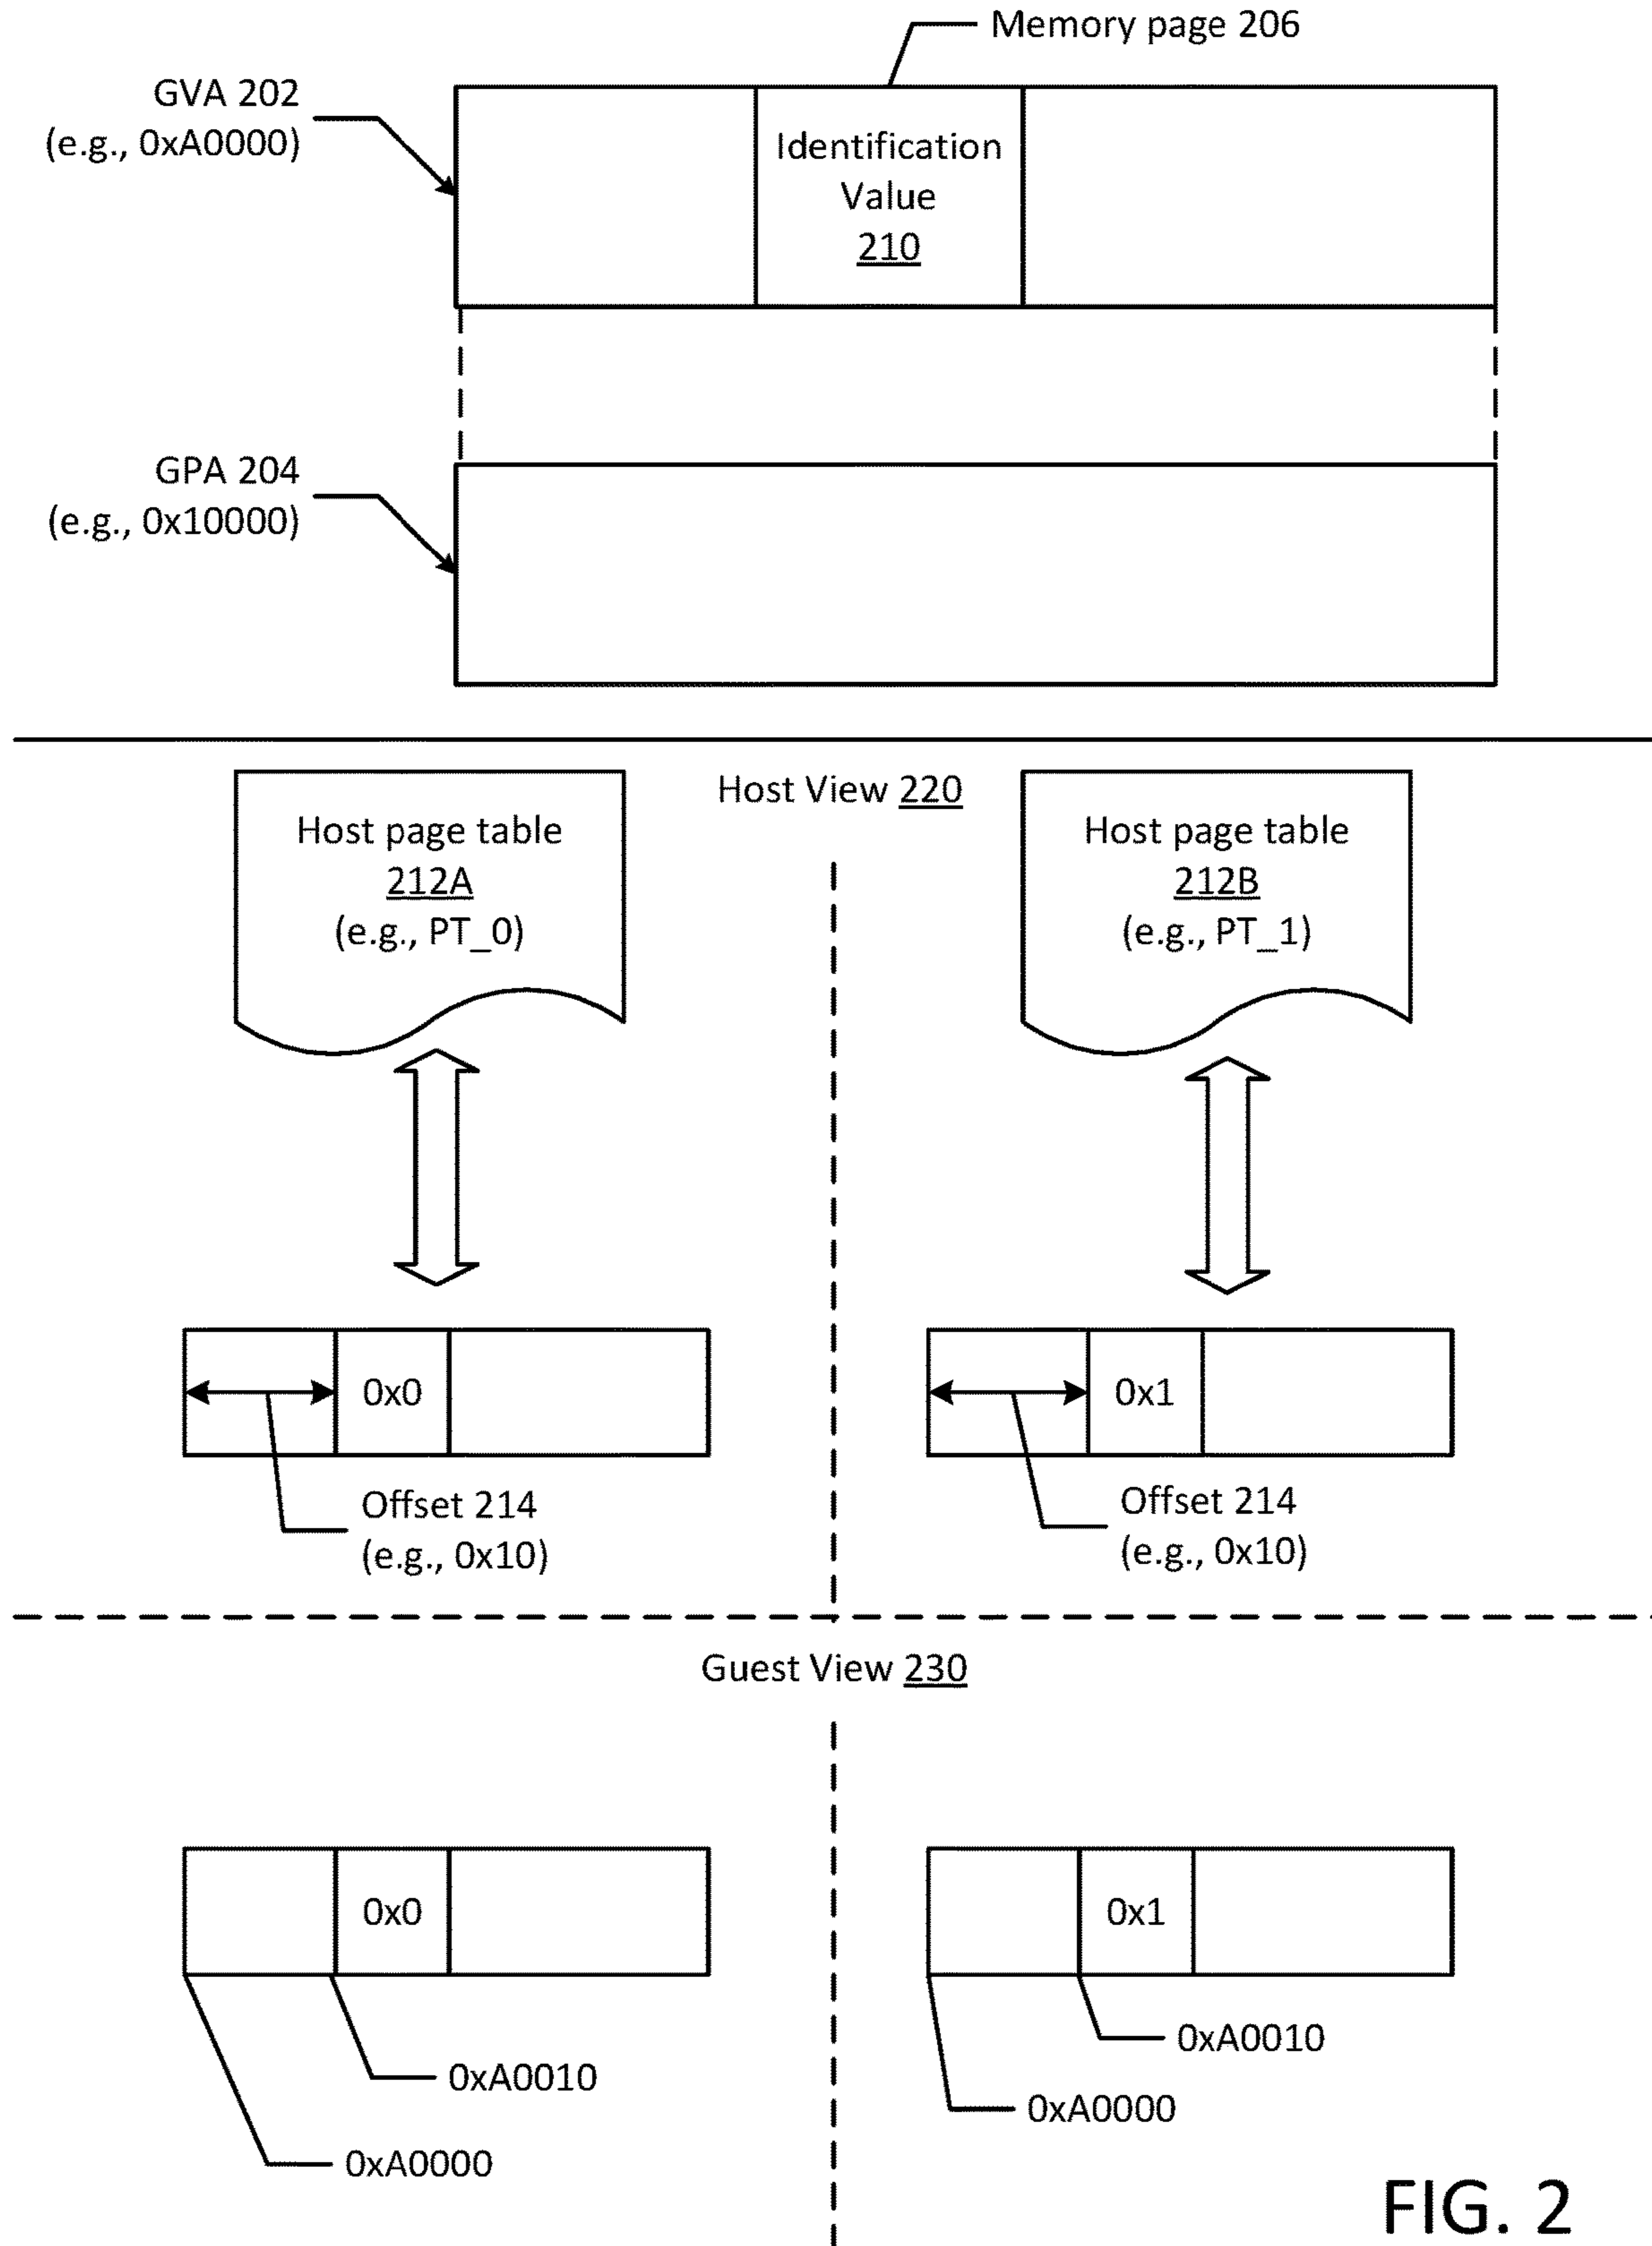 Memory page 206
GVA 202
(e.g., 0xA0000)
Identification
Value
210
GPA 204
(e.g., 0x10000)
Host View 220
Host page table
212A
(e.g., PT_0)
Host page table
212B
(e.g., PT_1)
0x0
0x1
Offset 214
(e.g., 0x10)
Offset 214
(e.g., 0x10)
Guest View 230
0x0
0x1
0xA0010
0xA0000
0xA0010
0xA0000
FIG. 2